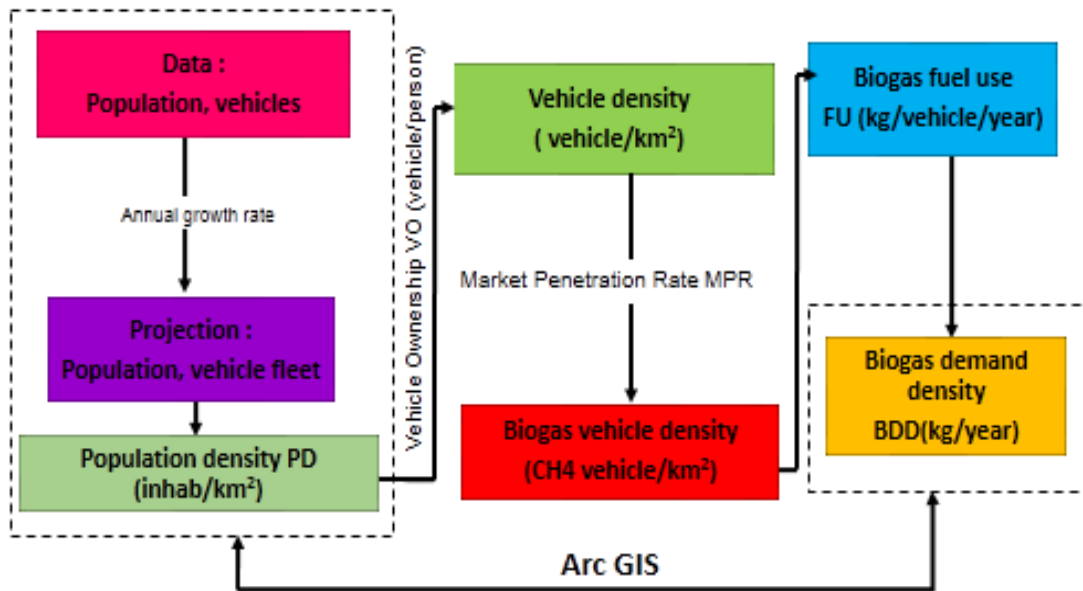 Data :
Population, vehicles
Annual growth rate
Projection :
Population, vehicle fleet
Population density PD
(inhab/km²)
Vehicle Ownership VO (vehicle/person)
Vehicle density
( vehicle/km²)
Market Penetration Rate MPR
Biogas vehicle density
(CH4 vehicle/km²)
Biogas fuel use
FU (kg/vehicle/year)
Biogas demand
density
BDD(kg/year)
Arc GIS